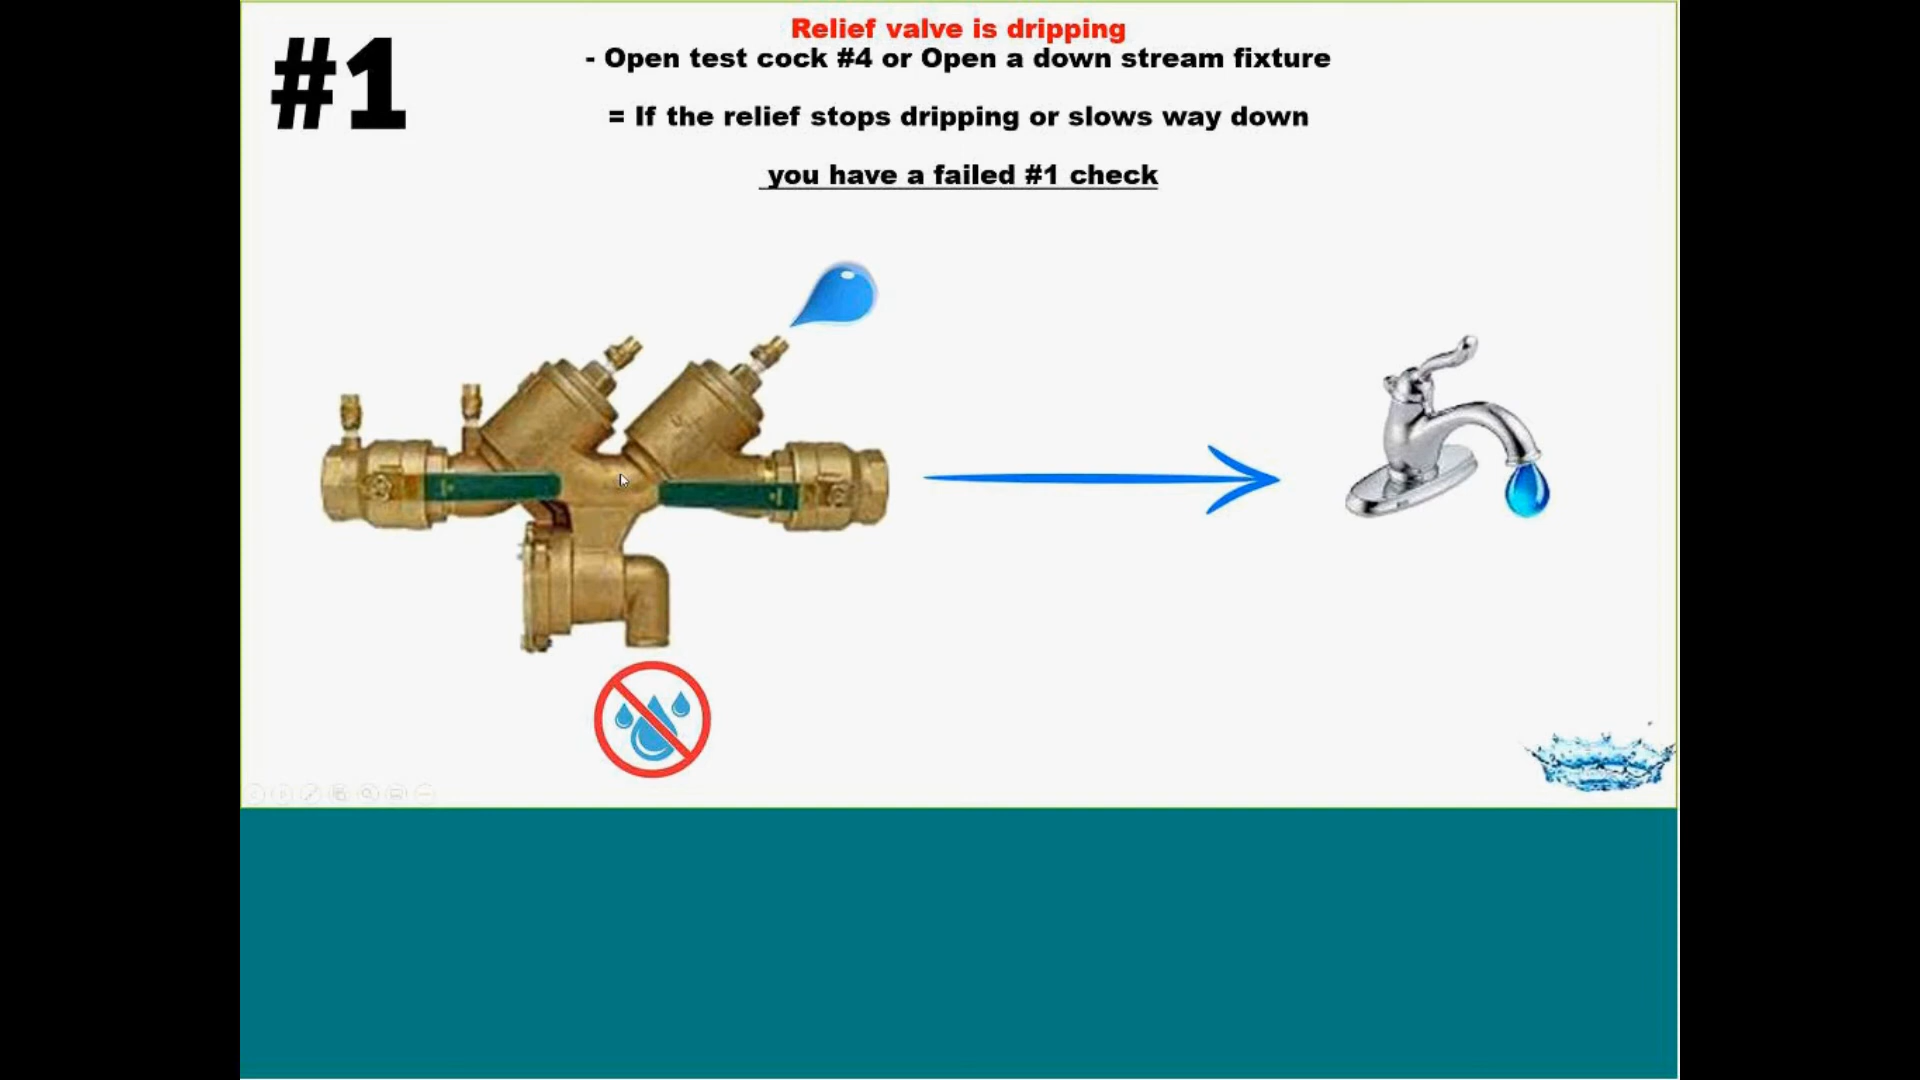 #1
Relief valve is dripping
- Open test cock #4 or Open a down stream fixture
= If the relief stops dripping or slows way down
you have a failed #1 check